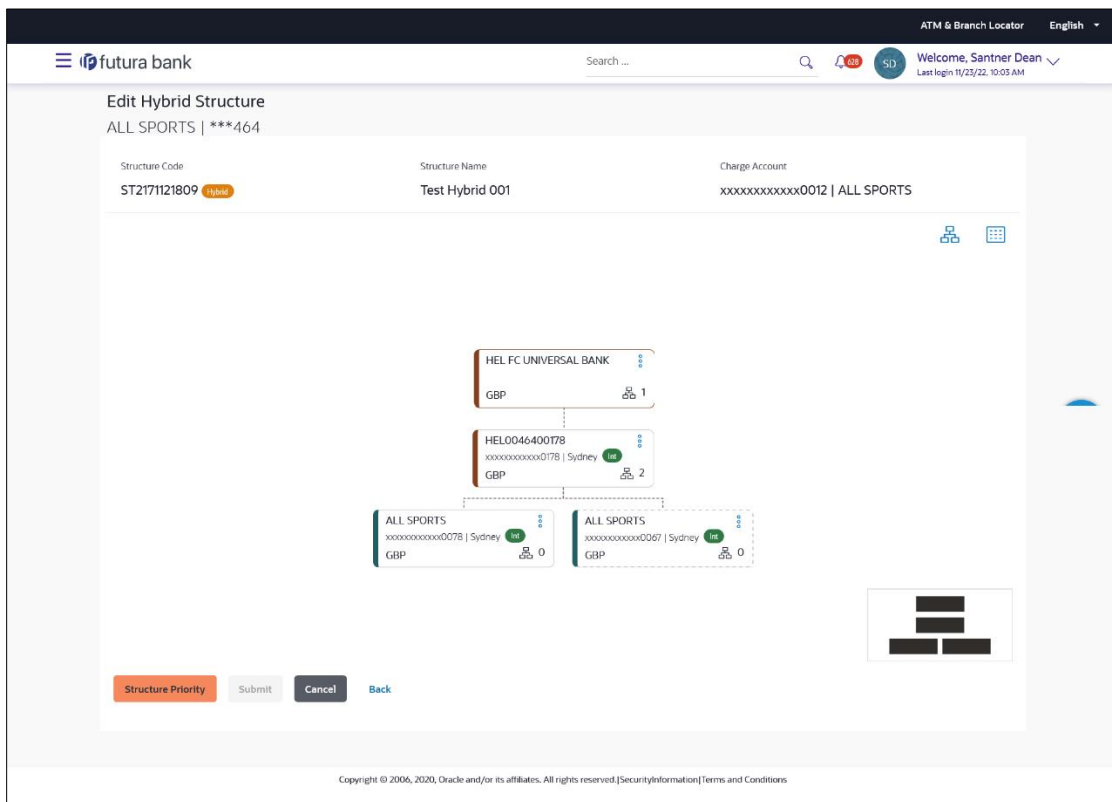 ATM & Branch Locator English
futura bank
Search ...
628
SD
Welcome, Santner Dean
Last login 11/23/22, 10:03 AM
Edit Hybrid Structure
ALL SPORTS | ***464
Structure Code
Structure Name
Charge Account
ST2171121809 Hybrid
Test Hybrid 001
xxxxxxxxxxxx0012 | ALL SPORTS
HEL FC UNIVERSAL BANK
GBP 1
HEL0046400178
xxxxxxxxxxxx0178 | Sydney Int
GBP 2
ALL SPORTS
xxxxxxxxxxxx0078 | Sydney Int
GBP 0
ALL SPORTS
xxxxxxxxxxxx0067 | Sydney Int
GBP 0
Structure Priority Submit Cancel Back
Copyright © 2006, 2020, Oracle and/or its affiliates. All rights reserved.|SecurityInformation|Terms and Conditions